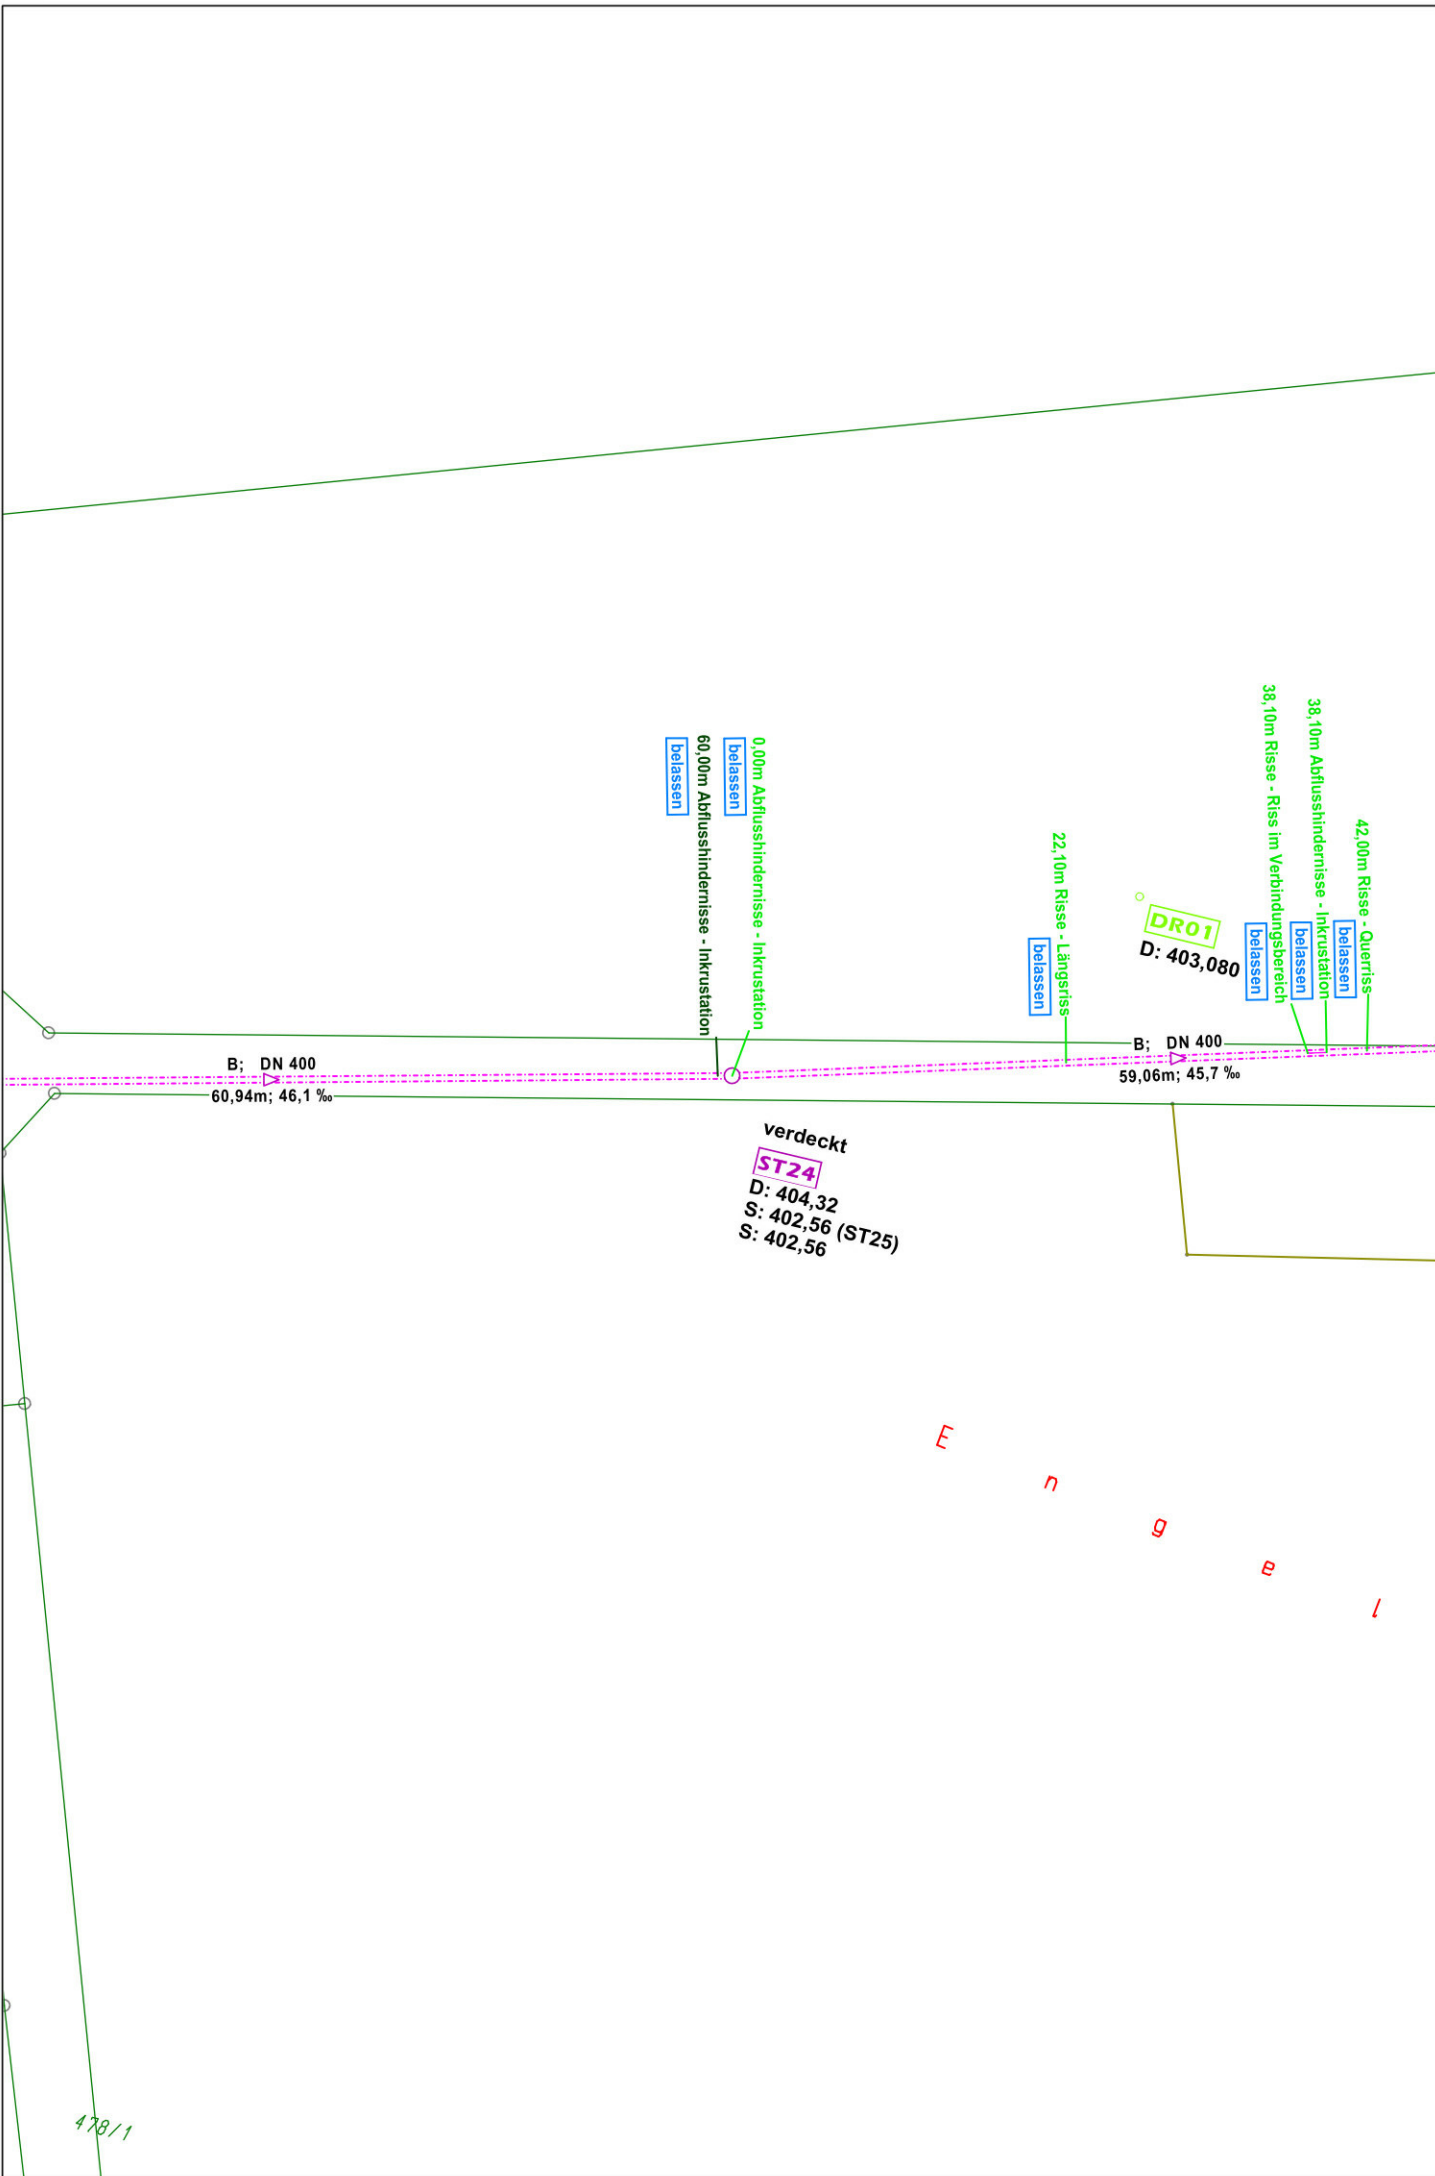 38,10m Risse - Riss im Verbindungsbereich
belassen
38,10m Abflusshindernisse - Inkrustation
belassen
42,00m Risse - Querriss
belassen
60,00m Abflusshindernisse - Inkrustation
belassen
0,00m Abflusshindernisse - Inkrustation
belassen
22,10m Risse - Längsriss
belassen
DR01
D: 403,080
B; DN 400
60,94m; 46,1 ‰
B; DN 400
59,06m; 45,7 ‰
verdeckt
ST24
D: 404,32
S: 402,56 (ST25)
S: 402,56
Engel
478/1